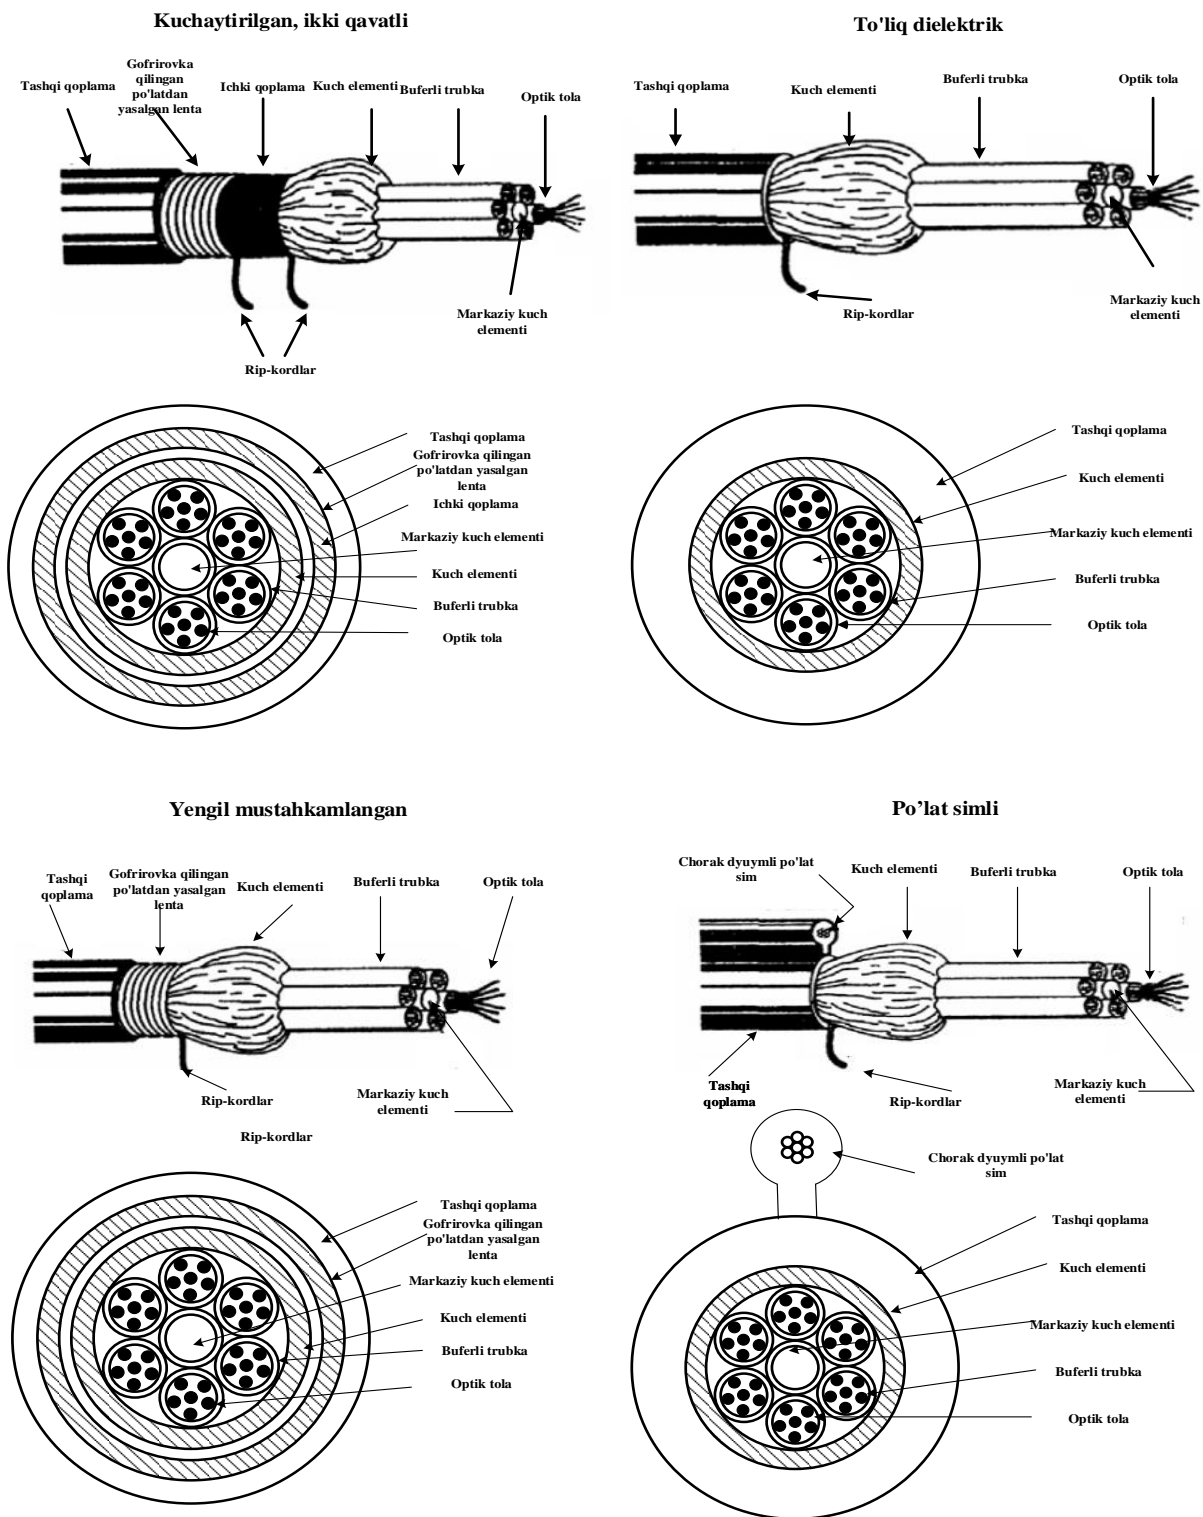 Kuchaytirilgan, ikki qavatli
Tashqi qoplama
Gofrirovka
qilingan
po'latdan
yasalgan lenta
Ichki qoplama
Kuch elementi
Buferli trubka
Optik tola
Markaziy kuch
elementi
Rip-kordlar
Tashqi qoplama
Gofrirovka qilingan
po'latdan yasalgan
lenta
Ichki qoplama
Markaziy kuch elementi
Kuch elementi
Buferli trubka
Optik tola
To'liq dielektrik
Tashqi qoplama
Kuch elementi
Buferli trubka
Optik tola
Markaziy kuch
elementi
Rip-kordlar
Tashqi qoplama
Kuch elementi
Markaziy kuch elementi
Buferli trubka
Optik tola
Yengil mustahkamlangan
Tashqi
qoplama
Gofrirovka qilingan
po'latdan yasalgan
lenta
Kuch elementi
Buferli trubka
Optik tola
Rip-kordlar
Markaziy kuch
elementi
Rip-kordlar
Tashqi qoplama
Gofrirovka qilingan
po'latdan yasalgan
lenta
Markaziy kuch elementi
Kuch elementi
Buferli trubka
Optik tola
Po’lat simli
Chorak dyuymli po'lat
sim
Kuch elementi
Buferli trubka
Optik tola
Tashqi
qoplama
Rip-kordlar
Markaziy kuch
elementi
Chorak dyuymli po'lat
sim
Tashqi qoplama
Kuch elementi
Markaziy kuch elementi
Buferli trubka
Optik tola